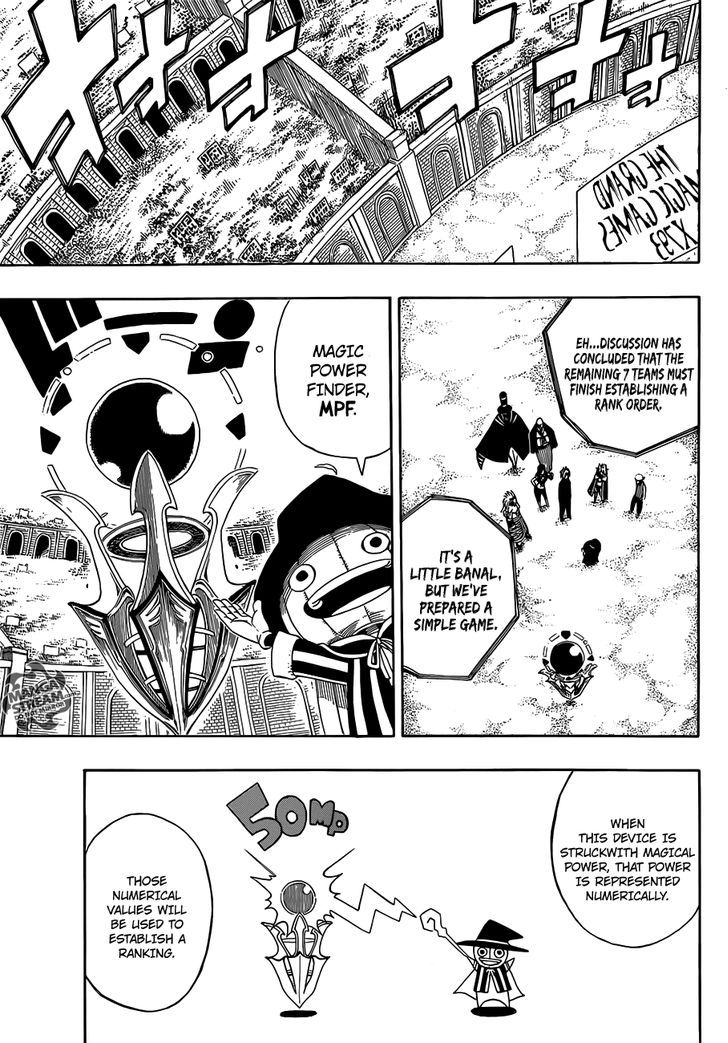 THE GRAND
MAGIC GAMES
EH...DISCUSSION HAS
CONCLUDED THAT THE
REMAINING 7 TEAMS MUST
FINISH ESTABLISHING A
RANK ORDER.
IT'S A
LITTLE BANAL,
BUT WE'VE
PREPARED A
SIMPLE GAME.
MAGIC
POWER
FINDER,
MPF.
MANGA
STREAM
WHEN
THIS DEVICE IS
STRUCKWITH MAGICAL
POWER, THAT POWER
IS REPRESENTED
NUMERICALLY.
50MP
THOSE
NUMERICAL
VALUES WILL
BE USED TO
ESTABLISH A
RANKING.